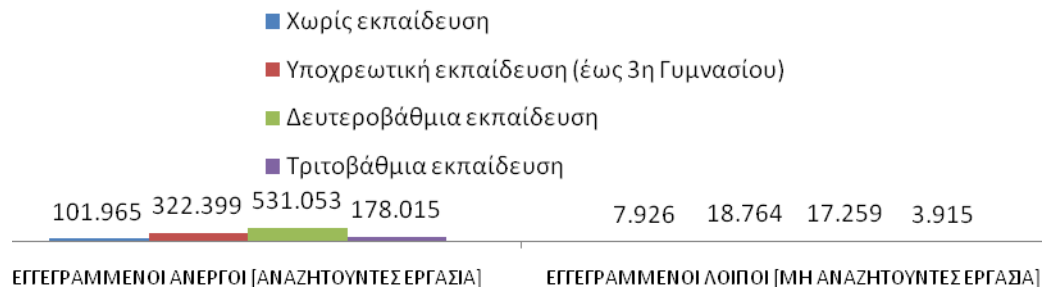 Χωρίς εκπαίδευση
Υποχρεωτική εκπαίδευση (έως 3η Γυμνασίου)
Δευτεροβάθμια εκπαίδευση
Τριτοβάθμια εκπαίδευση
101.965 322.399 531.053 178.015 7.926 18.764 17.259 3.915
ΕΓΓΕΓΡΑΜΜΕΝΟΙ ΑΝΕΡΓΟΙ [ΑΝΑΖΗΤΟΥΝΤΕΣ ΕΡΓΑΣΙΑ] ΕΓΓΕΓΡΑΜΜΕΝΟΙ ΛΟΙΠΟΙ [ΜΗ ΑΝΑΖΗΤΟΥΝΤΕΣ ΕΡΓΑΣΙΑ]